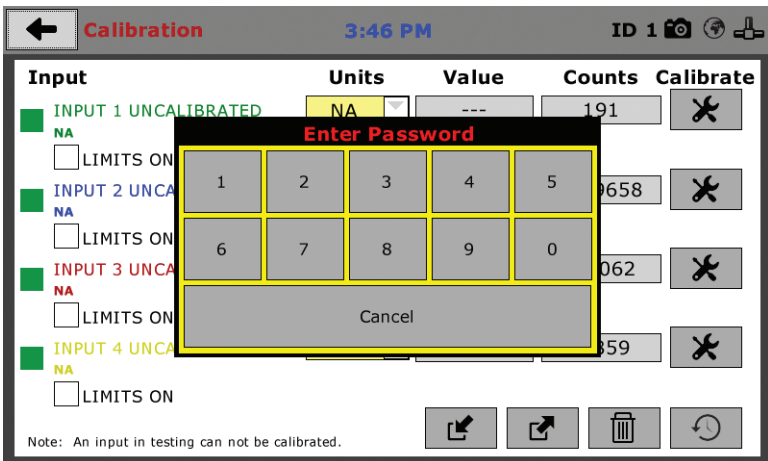 Calibration 3:46 PM ID 1
Input Units Value Counts Calibrate
INPUT 1 UNCALIBRATED NA --- 191
NA
Enter Password
LIMITS ON
1 2 3 4 5
INPUT 2 UNCA 9658
NA
LIMITS ON
6 7 8 9 0
INPUT 3 UNCA 062
NA
LIMITS ON
Cancel
INPUT 4 UNCA 359
NA
LIMITS ON
Note: An input in testing can not be calibrated.